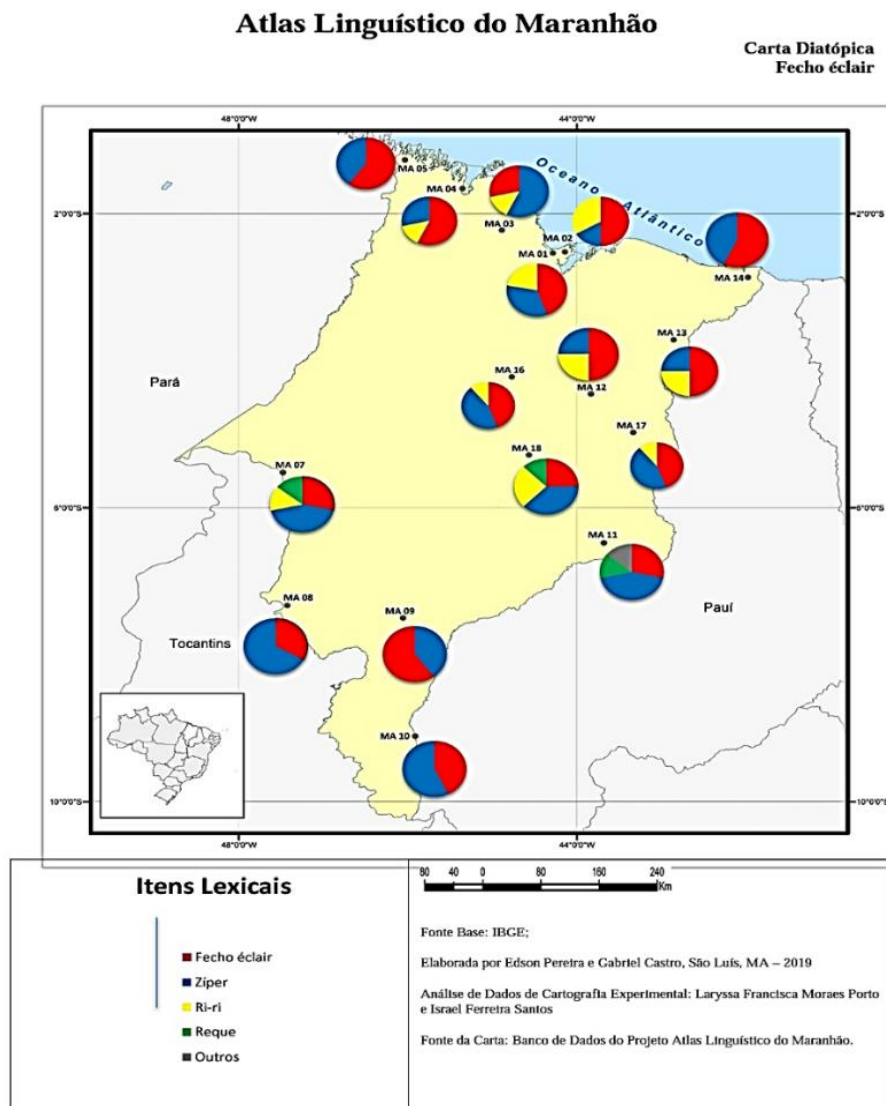 Atlas Linguístico do Maranhão
Carta Diatópica
Fecho éclair
48°0'0"W
44°0'0"W
Oceano Atlântico
MA 05
MA 04
2°0'0"S
2°0'0"S
MA 03
MA 02
MA 01
MA 14
MA 13
Pará
MA 16
MA 12
MA 17
MA 18
MA 07
6°0'0"S
6°0'0"S
MA 11
MA 08
MA 09
Pauí
Tocantins
MA 10
10°0'0"S
10°0'0"S
48°0'0"W
44°0'0"W
Itens Lexicais
Fecho éclair
Zíper
Ri-ri
Reque
Outros
80 40 0 80 160 240
Km
Fonte Base: IBGE;
Elaborada por Edson Pereira e Gabriel Castro, São Luís, MA – 2019
Análise de Dados de Cartografia Experimental: Laryssa Francisca Moraes Porto
e Israel Ferreira Santos
Fonte da Carta: Banco de Dados do Projeto Atlas Linguístico do Maranhão.